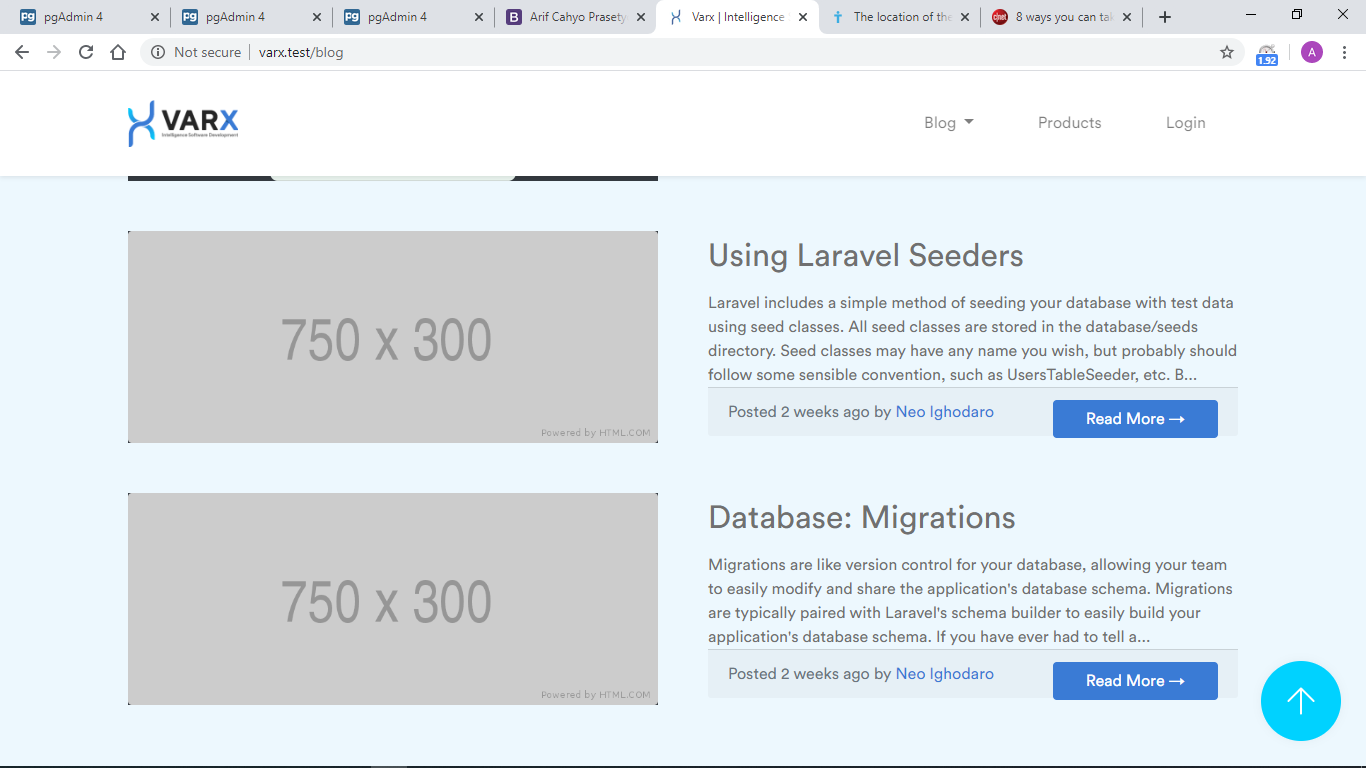 pgAdmin 4
pgAdmin 4
pgAdmin 4
Arif Cahyo Prasety
Varx | Intelligence
The location of the
8 ways you can tak
Not secure
varx.test/blog
1.92
A
VARX
Intelligence Software Development
Blog
Products
Login
750 x 300
Powered by HTML.COM
Using Laravel Seeders
Laravel includes a simple method of seeding your database with test data
using seed classes. All seed classes are stored in the database/seeds
directory. Seed classes may have any name you wish, but probably should
follow some sensible convention, such as UsersTableSeeder, etc. B...
Posted 2 weeks ago by Neo Ighodaro
Read More →
750 x 300
Powered by HTML.COM
Database: Migrations
Migrations are like version control for your database, allowing your team
to easily modify and share the application's database schema. Migrations
are typically paired with Laravel's schema builder to easily build your
application's database schema. If you have ever had to tell a...
Posted 2 weeks ago by Neo Ighodaro
Read More →